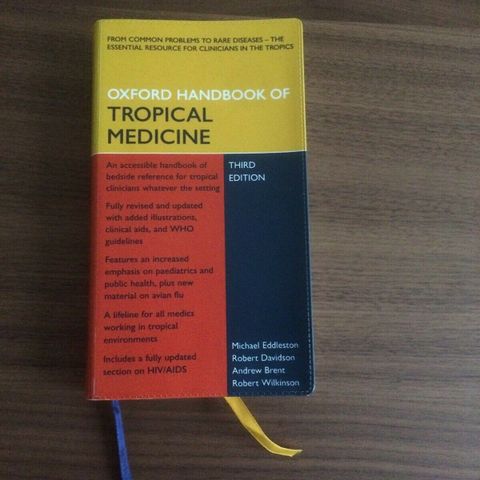 FROM COMMON PROBLEMS TO RARE DISEASES – THE
ESSENTIAL RESOURCE FOR CLINICIANS IN THE TROPICS
OXFORD HANDBOOK OF
TROPICAL
MEDICINE
An accessible handbook of
bedside reference for tropical
clinicians whatever the setting
Fully revised and updated
with added illustrations,
clinical aids, and WHO
guidelines
Features an increased
emphasis on paediatrics and
public health, plus new
material on avian flu
A lifeline for all medics
working in tropical
environments
Includes a fully updated
section on HIV/AIDS
THIRD
EDITION
Michael Eddleston
Robert Davidson
Andrew Brent
Robert Wilkinson